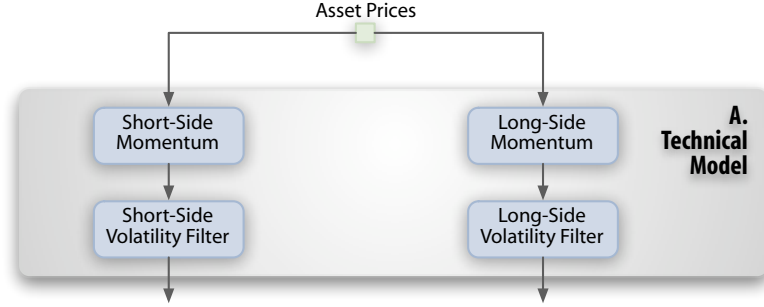 Asset Prices
Short-Side
Momentum
Long-Side
Momentum
A.
Technical
Model
Short-Side
Volatility Filter
Long-Side
Volatility Filter